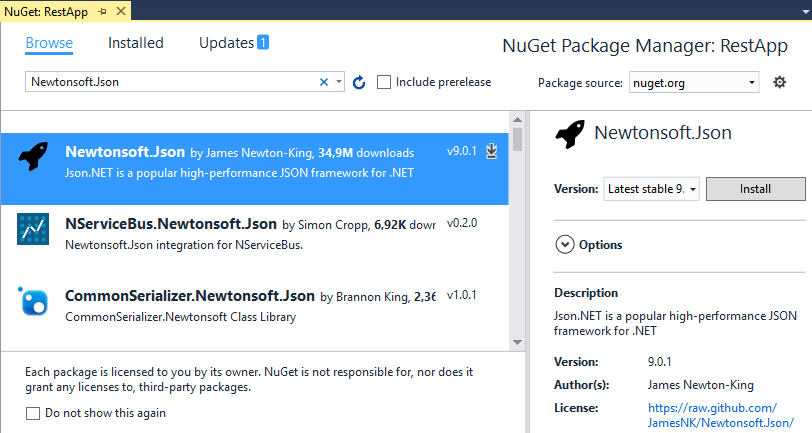 NuGet: RestApp
Browse Installed Updates 1
NuGet Package Manager: RestApp
Newtonsoft.Json
Include prerelease
Package source: nuget.org
Newtonsoft.Json by James Newton-King, 34,9M downloads v9.0.1
Json.NET is a popular high-performance JSON framework for .NET
NServiceBus.Newtonsoft.Json by Simon Cropp, 6,92K dow v0.2.0
Newtonsoft.Json integration for NServiceBus.
CommonSerializer.Newtonsoft.Json by Brannon King, 2,36 v1.0.1
CommonSerializer.Newtonsoft Class Library
Each package is licensed to you by its owner. NuGet is not responsible for, nor does it
grant any licenses to, third-party packages.
Do not show this again
Newtonsoft.Json
Version: Latest stable 9. Install
Options
Description
Json.NET is a popular high-performance JSON
framework for .NET
Version: 9.0.1
Author(s): James Newton-King
License: https://raw.github.com/
JamesNK/Newtonsoft.Json/